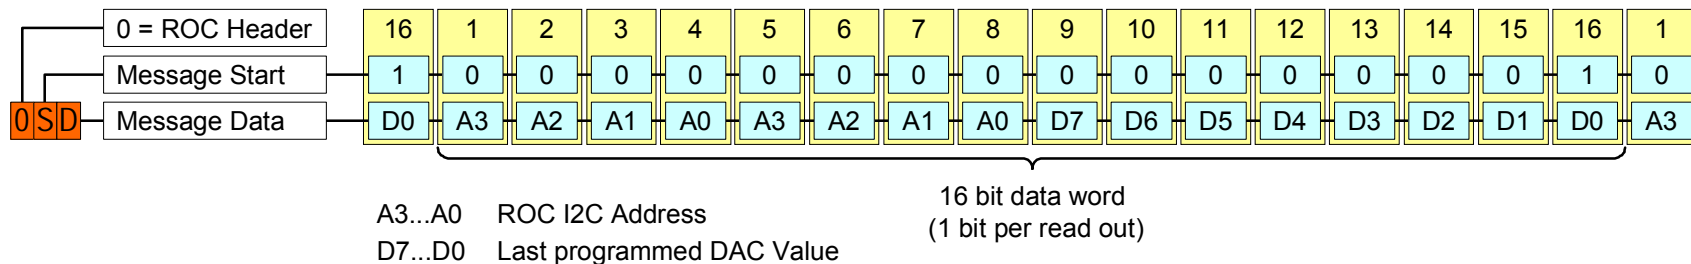 0 = ROC Header 16 1 2 3 4 5 6 7 8 9 10 11 12 13 14 15 16 1
Message Start 1 0 0 0 0 0 0 0 0 0 0 0 0 0 0 0 1 0
0 S D Message Data D0 A3 A2 A1 A0 A3 A2 A1 A0 D7 D6 D5 D4 D3 D2 D1 D0 A3
16 bit data word
(1 bit per read out)
A3...A0 ROC I2C Address
D7...D0 Last programmed DAC Value